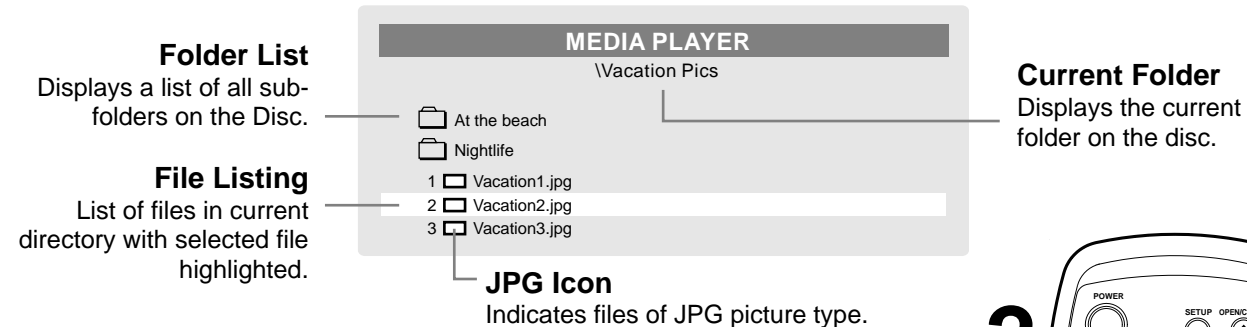 Folder List
Displays a list of all sub-
folders on the Disc.
File Listing
List of files in current
directory with selected file
highlighted.
MEDIA PLAYER
\Vacation Pics
At the beach
Nightlife
1 Vacation1.jpg
2 Vacation2.jpg
3 Vacation3.jpg
JPG Icon
Indicates files of JPG picture type.
Current Folder
Displays the current
folder on the disc.
POWER
SETUP